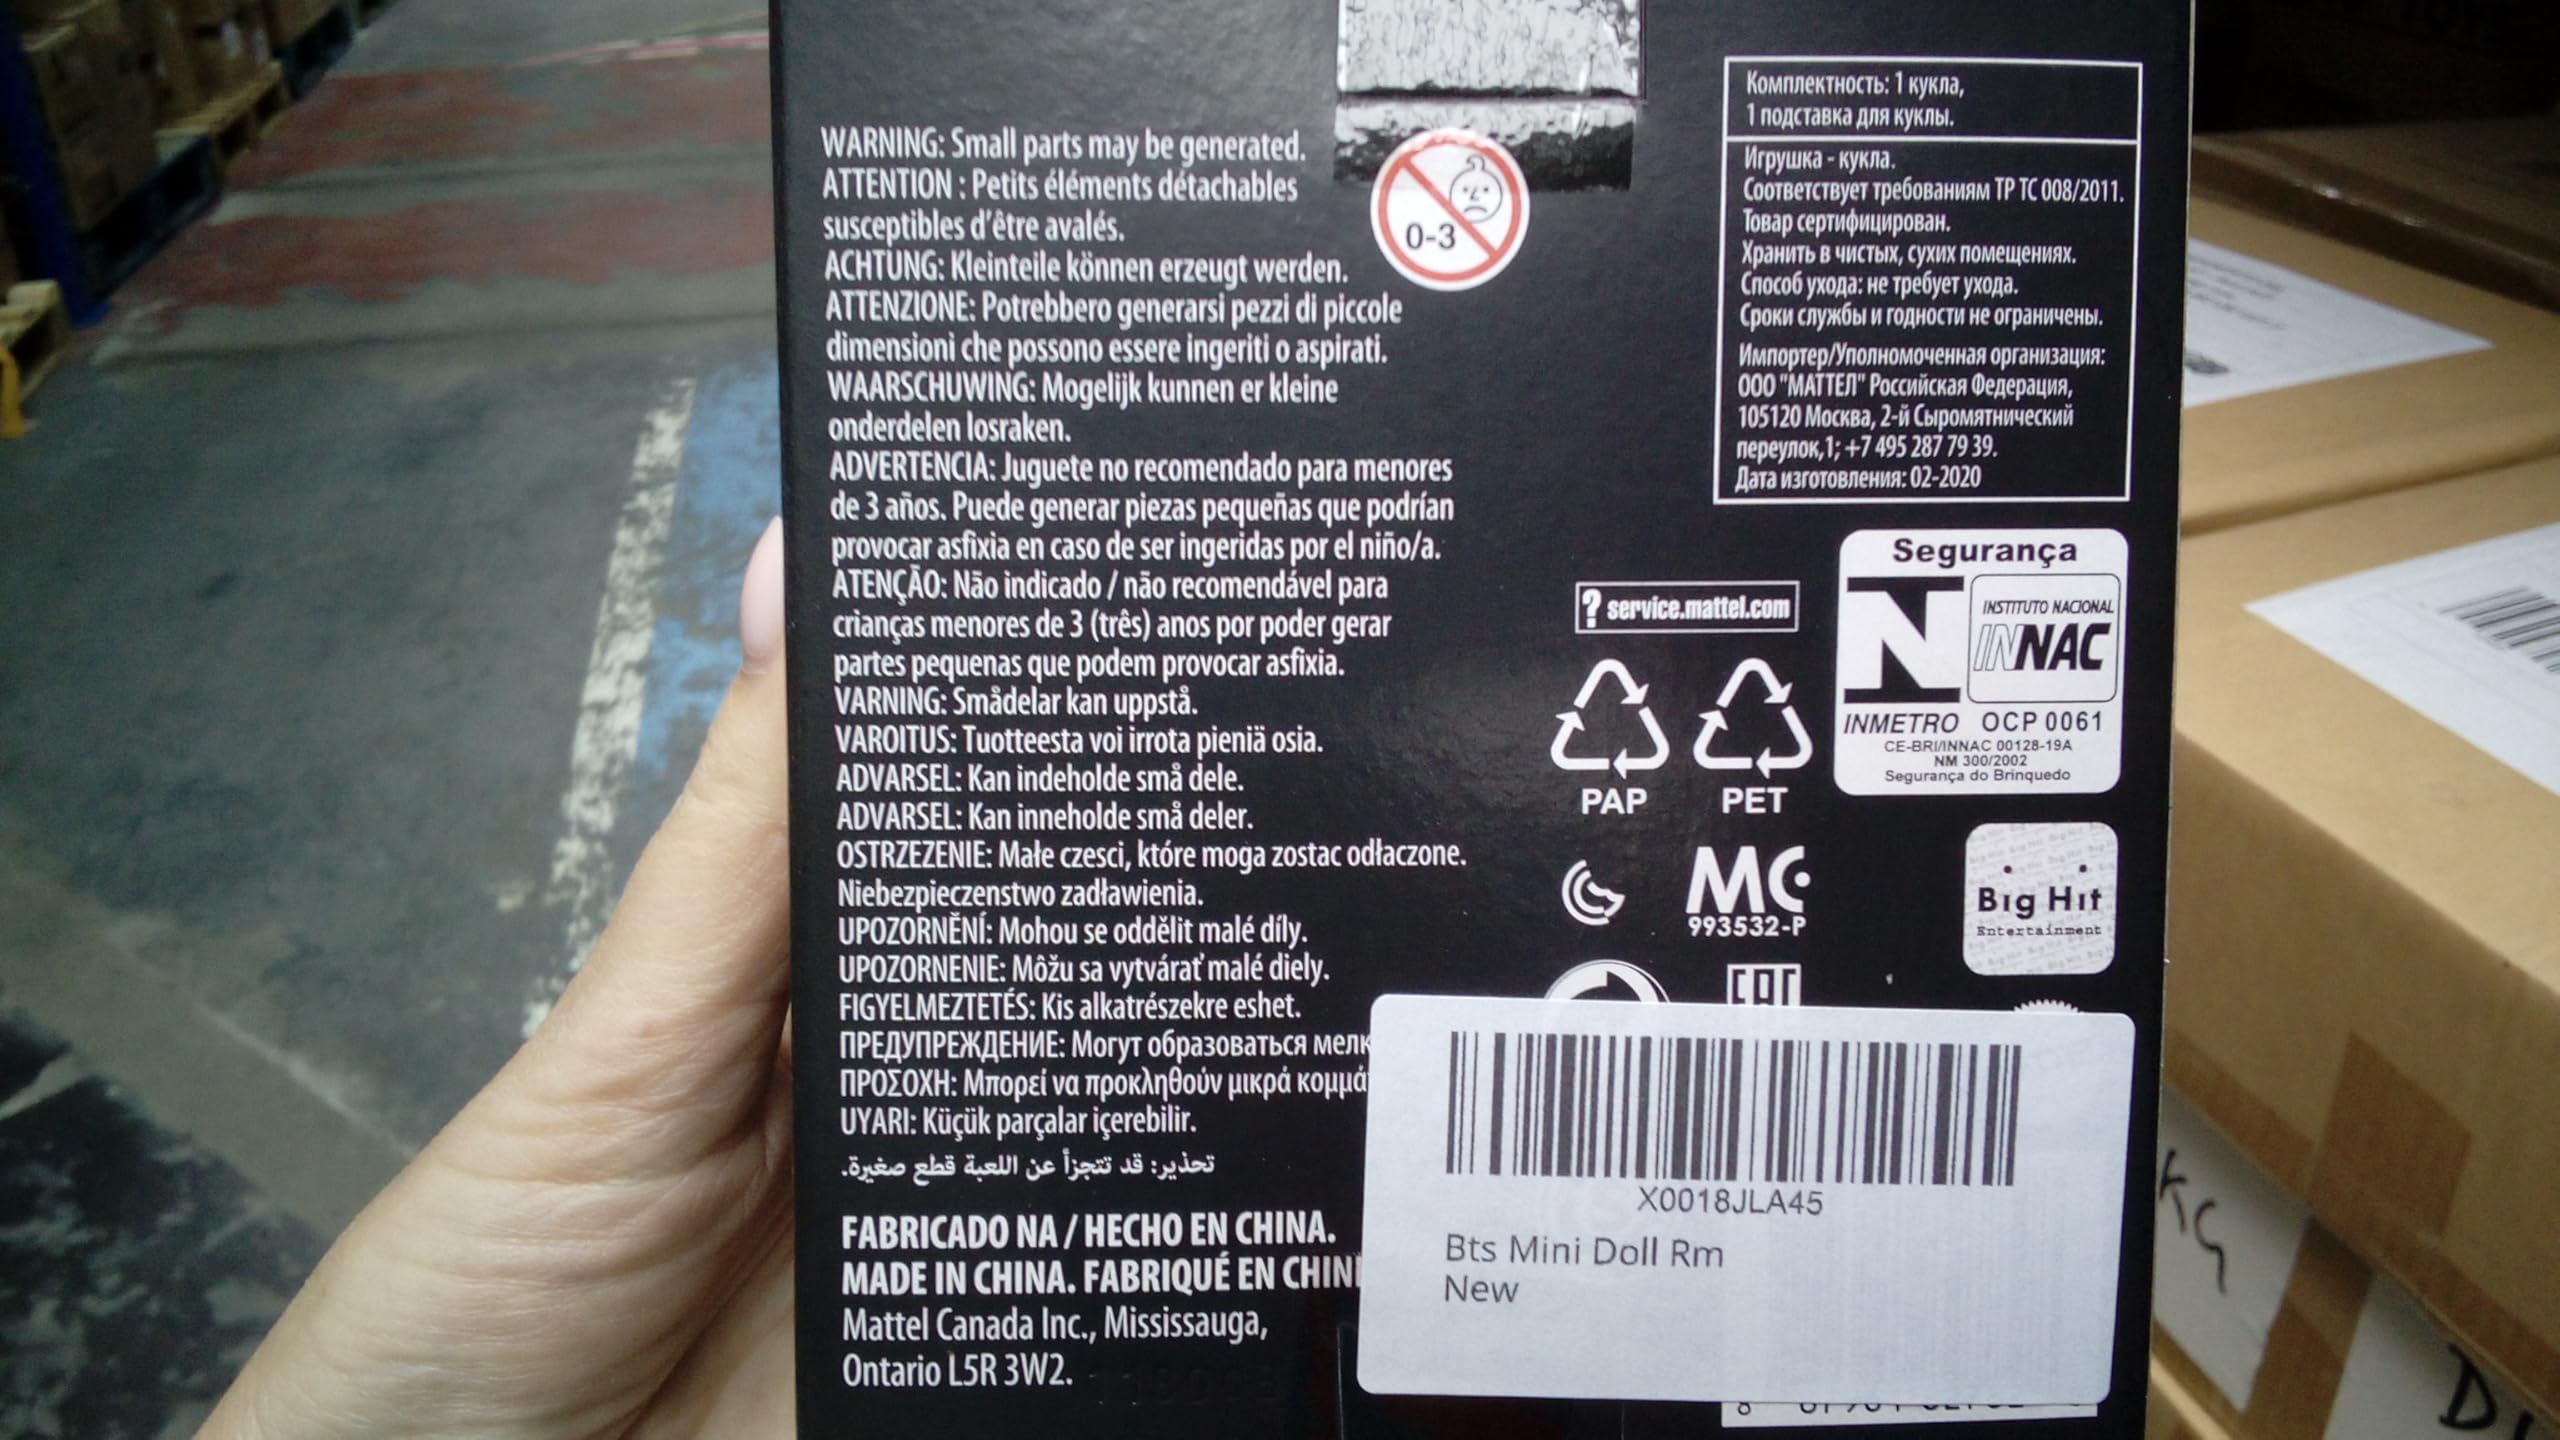 WARNING: Small parts may be generated.
ATTENTION : Petits éléments détachables
susceptibles d'être avalés.
ACHTUNG: Kleinteile können erzeugt werden.
ATTENZIONE: Potrebbero generarsi pezzi di piccole
dimensioni che possono essere ingeriti o aspirati.
WAARSCHUWING: Mogelijk kunnen er kleine
onderdelen losraken.
ADVERTENCIA: Juguete no recomendado para menores
de 3 años. Puede generar piezas pequeñas que podrían
provocar asfixia en caso de ser ingeridas por el niño/a.
ATENÇÃO: Não indicado / não recomendável para
crianças menores de 3 (três) anos por poder gerar
partes pequenas que podem provocar asfixia.
VARNING: Smådelar kan uppstå.
VAROITUS: Tuotteesta voi irrota pieniä osia.
ADVARSEL: Kan indeholde små dele.
ADVARSEL: Kan inneholde små deler.
OSTRZEZENIE: Małe czesci, które moga zostac odłaczone.
Niebezpieczenstwo zadławienia.
UPOZORNĚNÍ: Mohou se oddělit malé díly.
UPOZORNENIE: Môžu sa vytvárať malé diely.
FIGYELMEZTETÉS: Kis alkatrészekre eshet.
ПРЕДУПРЕЖДЕНИЕ: Могут образоваться мелк
ΠΡΟΣΟΧΗ: Μπορεί να προκληθούν μικρά κομμά
UYARI: Küçük parçalar içerebilir.
تحذير: قد تتجزأ عن اللعبة قطع صغيرة.
FABRICADO NA / HECHO EN CHINA.
MADE IN CHINA. FABRIQUÉ EN CHIN
Mattel Canada Inc., Mississauga,
Ontario L5R 3W2.
0-3
Комплектность: 1 кукла,
1 подставка для куклы.
Игрушка - кукла.
Соответствует требованиям ТР ТС 008/2011.
Товар сертифицирован.
Хранить в чистых, сухих помещениях.
Способ ухода: не требует ухода.
Сроки службы и годности не ограничены.
Импортер/Уполномоченная организация:
ООО "МАТТЕЛ" Российская Федерация,
105120 Москва, 2-й Сыромятнический
переулок,1; +7 495 287 79 39.
Дата изготовления: 02-2020
? service.mattel.com
PAP PET
MC
993532-P
EAC
Segurança
INSTITUTO NACIONAL
INNAC
INMETRO OCP 0061
CE-BRI/INNAC 00128-19A
NM 300/2002
Segurança do Brinquedo
Big Hit
Entertainment
X0018JLA45
Bts Mini Doll Rm
New
KG